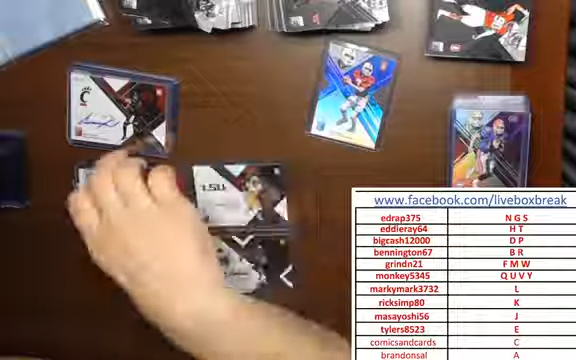 LSU
www.facebook.com/liveboxbreak
edrap375 N G S
eddieray64 H T
bigcash12000 D P
bennington67 B R
grindn21 F M W
monkey5345 Q U V Y
markymark3732 L
ricksimp80 K
masayoshi56 J
tylers8523 E
comicsandcards C
brandonsal A